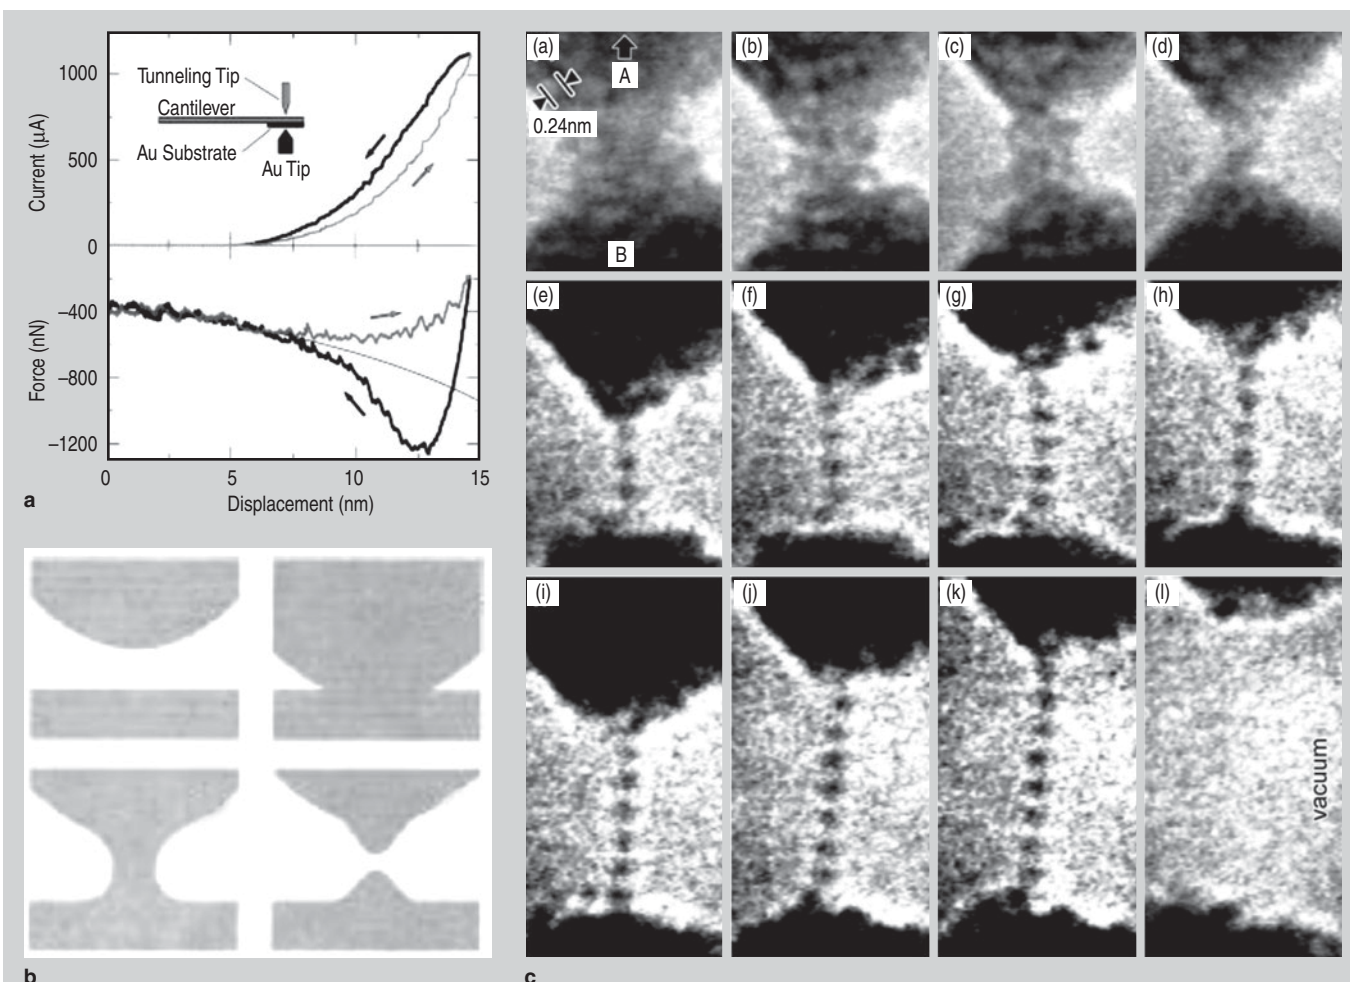 1000
500
0
Current (µA)
Tunneling Tip
Cantilever
Au Substrate
Au Tip
−400
−800
−1200
Force (nN)
0
5
10
15
Displacement (nm)
a
b
(a)
A
0.24nm
B
(b)
(c)
(d)
(e)
(f)
(g)
(h)
(i)
(j)
(k)
(l)
vacuum
c